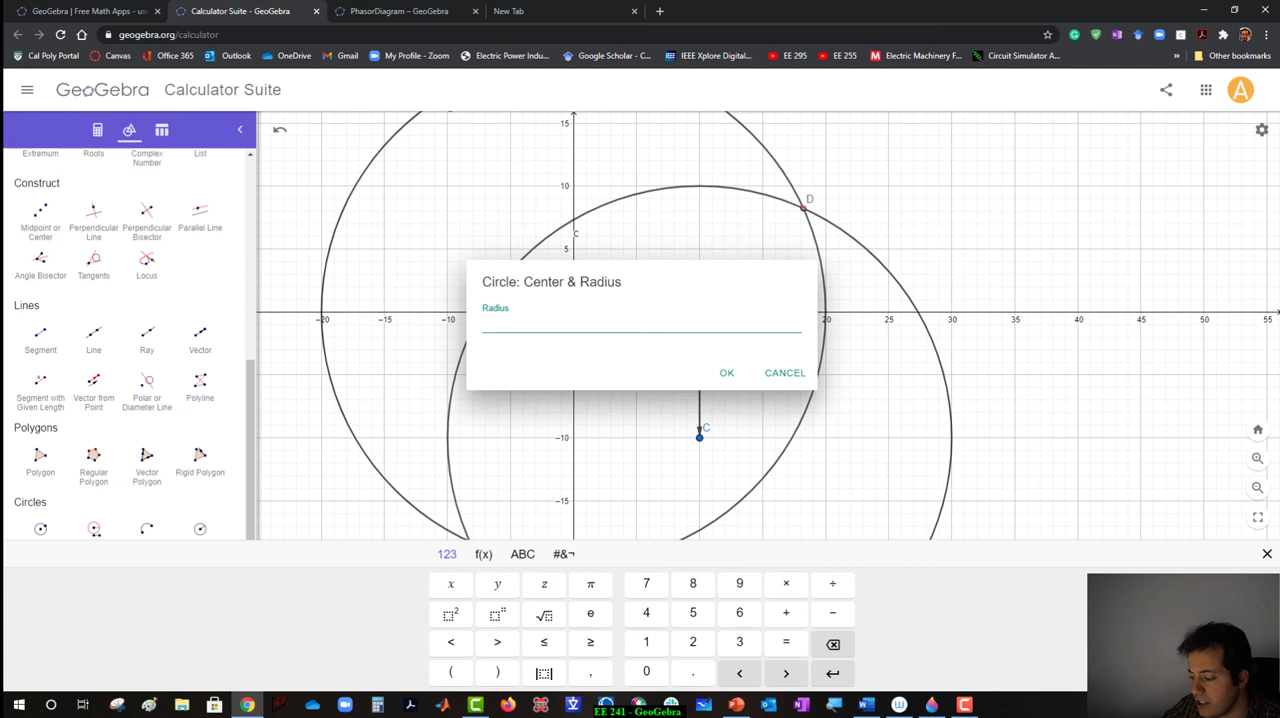 GeoGebra | Free Math Apps - use
Calculator Suite - GeoGebra
PhasorDiagram – GeoGebra
New Tab
geogebra.org/calculator
Cal Poly Portal
Canvas
Office 365
Outlook
OneDrive
Gmail
My Profile - Zoom
Electric Power Indu...
Google Scholar - C...
IEEE Xplore Digital...
EE 295
EE 255
Electric Machinery F...
Circuit Simulator A...
Other bookmarks
GeoGebra Calculator Suite
A
Extremum
Roots
Complex
Number
List
Construct
Midpoint or
Center
Perpendicular
Line
Perpendicular
Bisector
Parallel Line
Angle Bisector
Tangents
Locus
Lines
Segment
Line
Ray
Vector
Segment with
Given Length
Vector from
Point
Polar or
Diameter Line
Polyline
Polygons
Polygon
Regular
Polygon
Vector
Polygon
Rigid Polygon
Circles
15
10
5
c
D
−20
−10
20
25
30
35
40
45
50
55
C
−10
−15
Circle: Center & Radius
Radius
OK
CANCEL
123
f(x)
ABC
#&¬
x y z π 7 8 9 × ÷
2 e 4 5 6 + −
< > ≤ ≥ 1 2 3 =
( ) , 0 . < >
EE 241 - GeoGebra